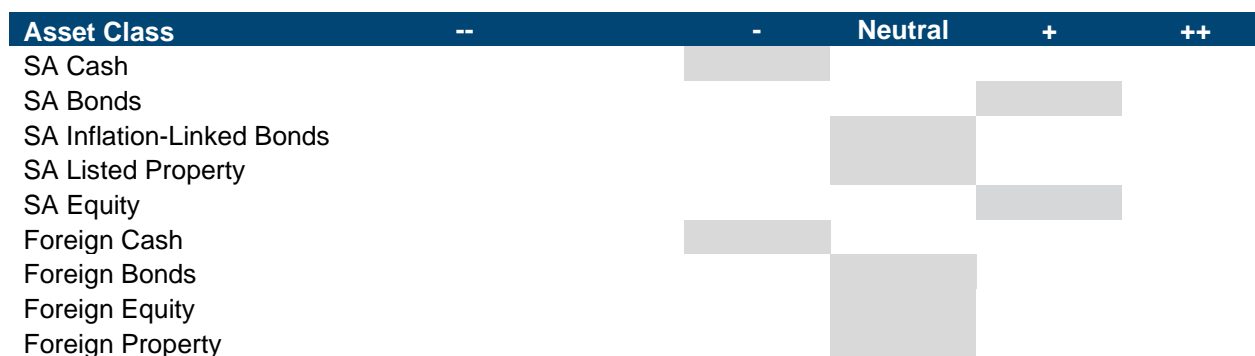 Asset Class -- - Neutral + ++
SA Cash
SA Bonds
SA Inflation-Linked Bonds
SA Listed Property
SA Equity
Foreign Cash
Foreign Bonds
Foreign Equity
Foreign Property